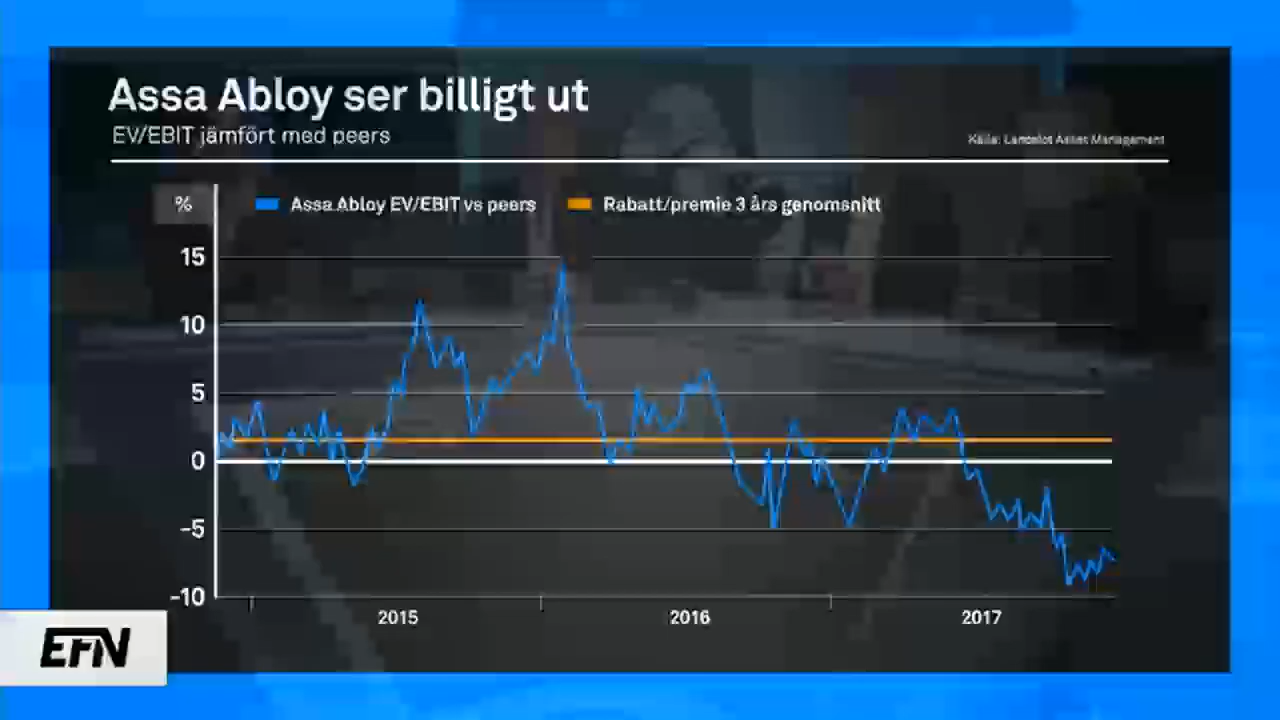 Assa Abloy ser billigt ut
EV/EBIT jämfört med peers
Källa: Lancelot Asset Management
%
Assa Abloy EV/EBIT vs peers
Rabatt/premie 3 års genomsnitt
15
10
5
0
-5
-10
2015
2016
2017
EFN